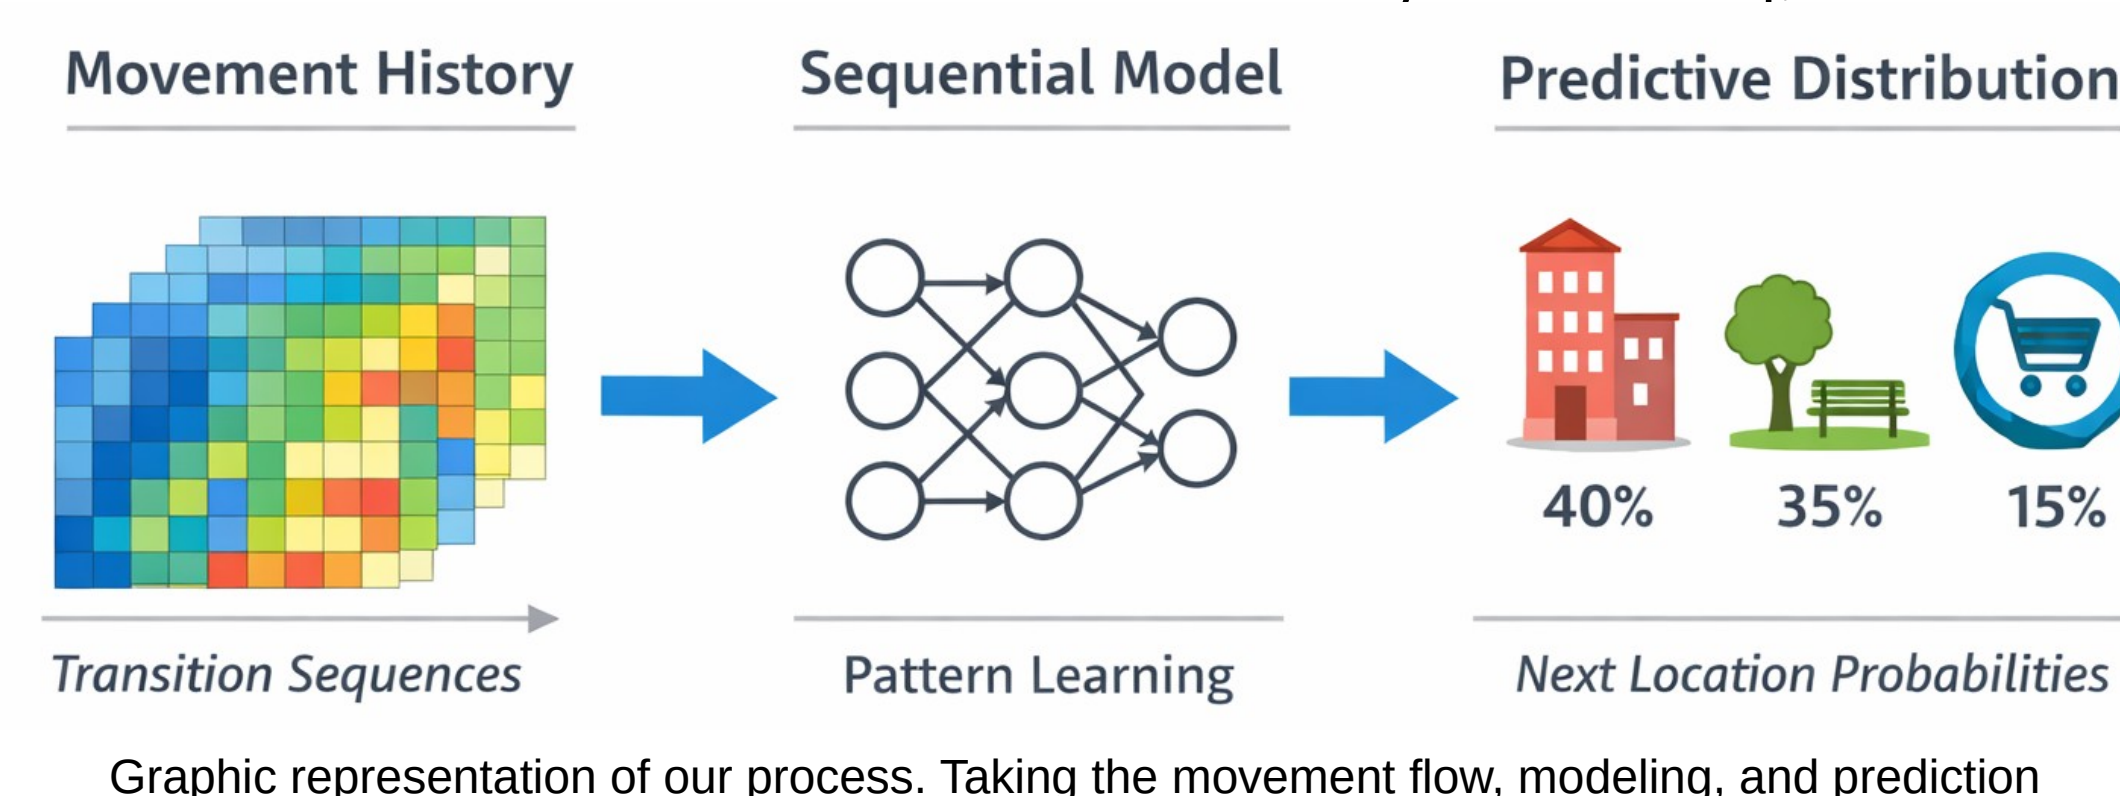 Movement History
Sequential Model
Predictive Distribution
40%
35%
15%
Transition Sequences
Pattern Learning
Next Location Probabilities
Graphic representation of our process. Taking the movement flow, modeling, and prediction